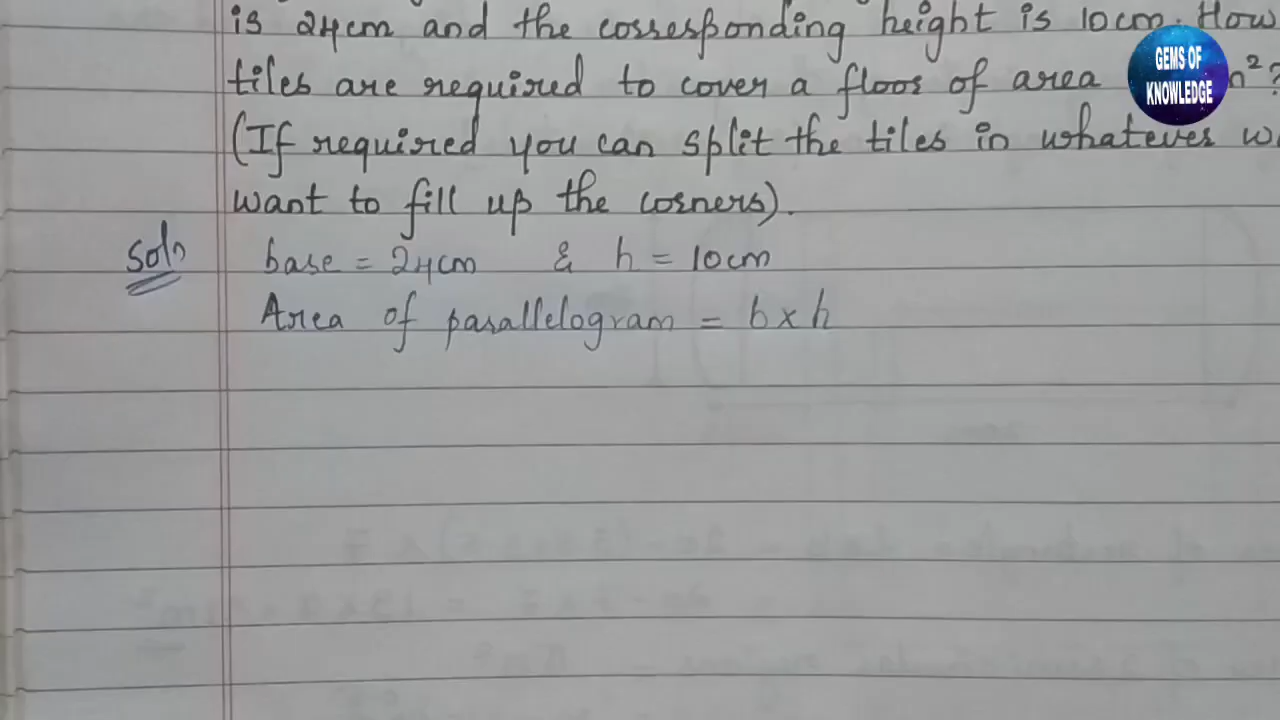 is 24cm and the corresponding height is 10cm. How
tiles are required to cover a floor of area
(If required you can split the tiles in whatever
want to fill up the corners).
Soln base = 24cm & h = 10cm
Area of parallelogram = b x h
GEMS OF
KNOWLEDGE